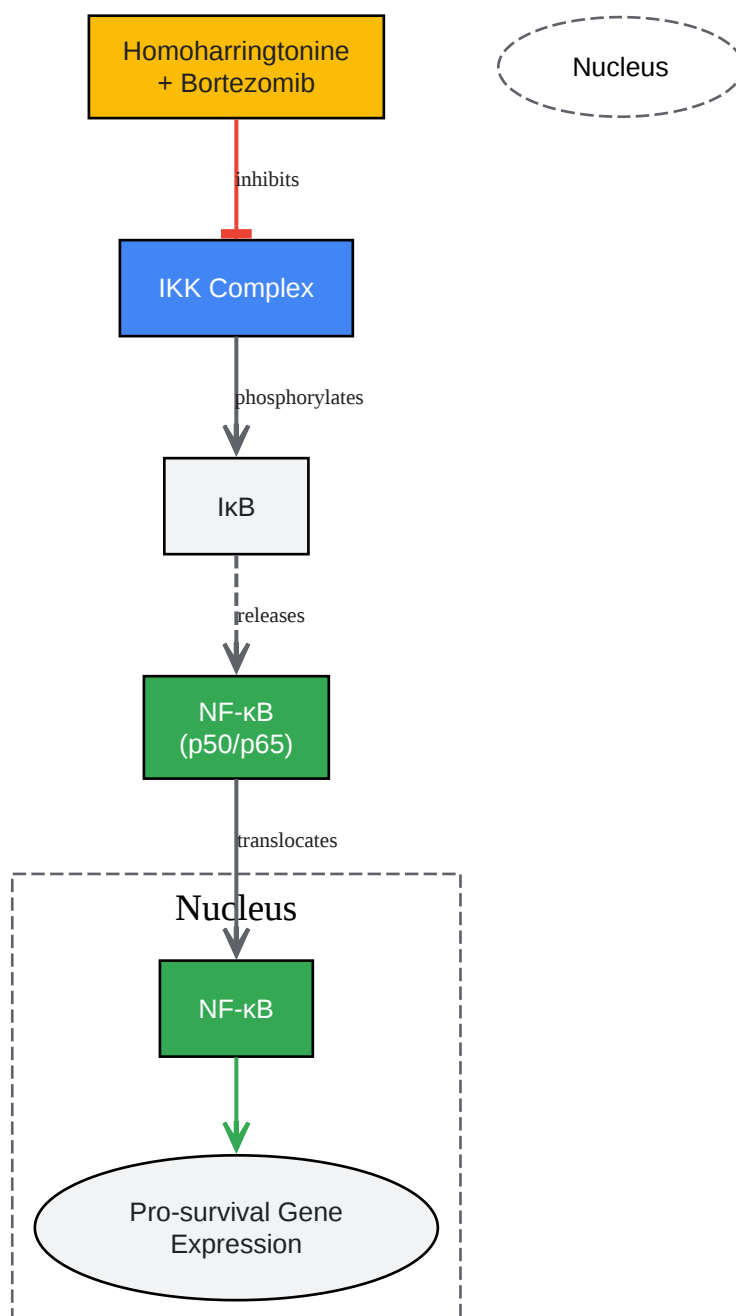 Homoharringtonine
+ Bortezomib
Nucleus
inhibits
IKK Complex
phosphorylates
IκB
releases
NF-κB
(p50/p65)
translocates
Nucleus
NF-κB
Pro-survival Gene
Expression